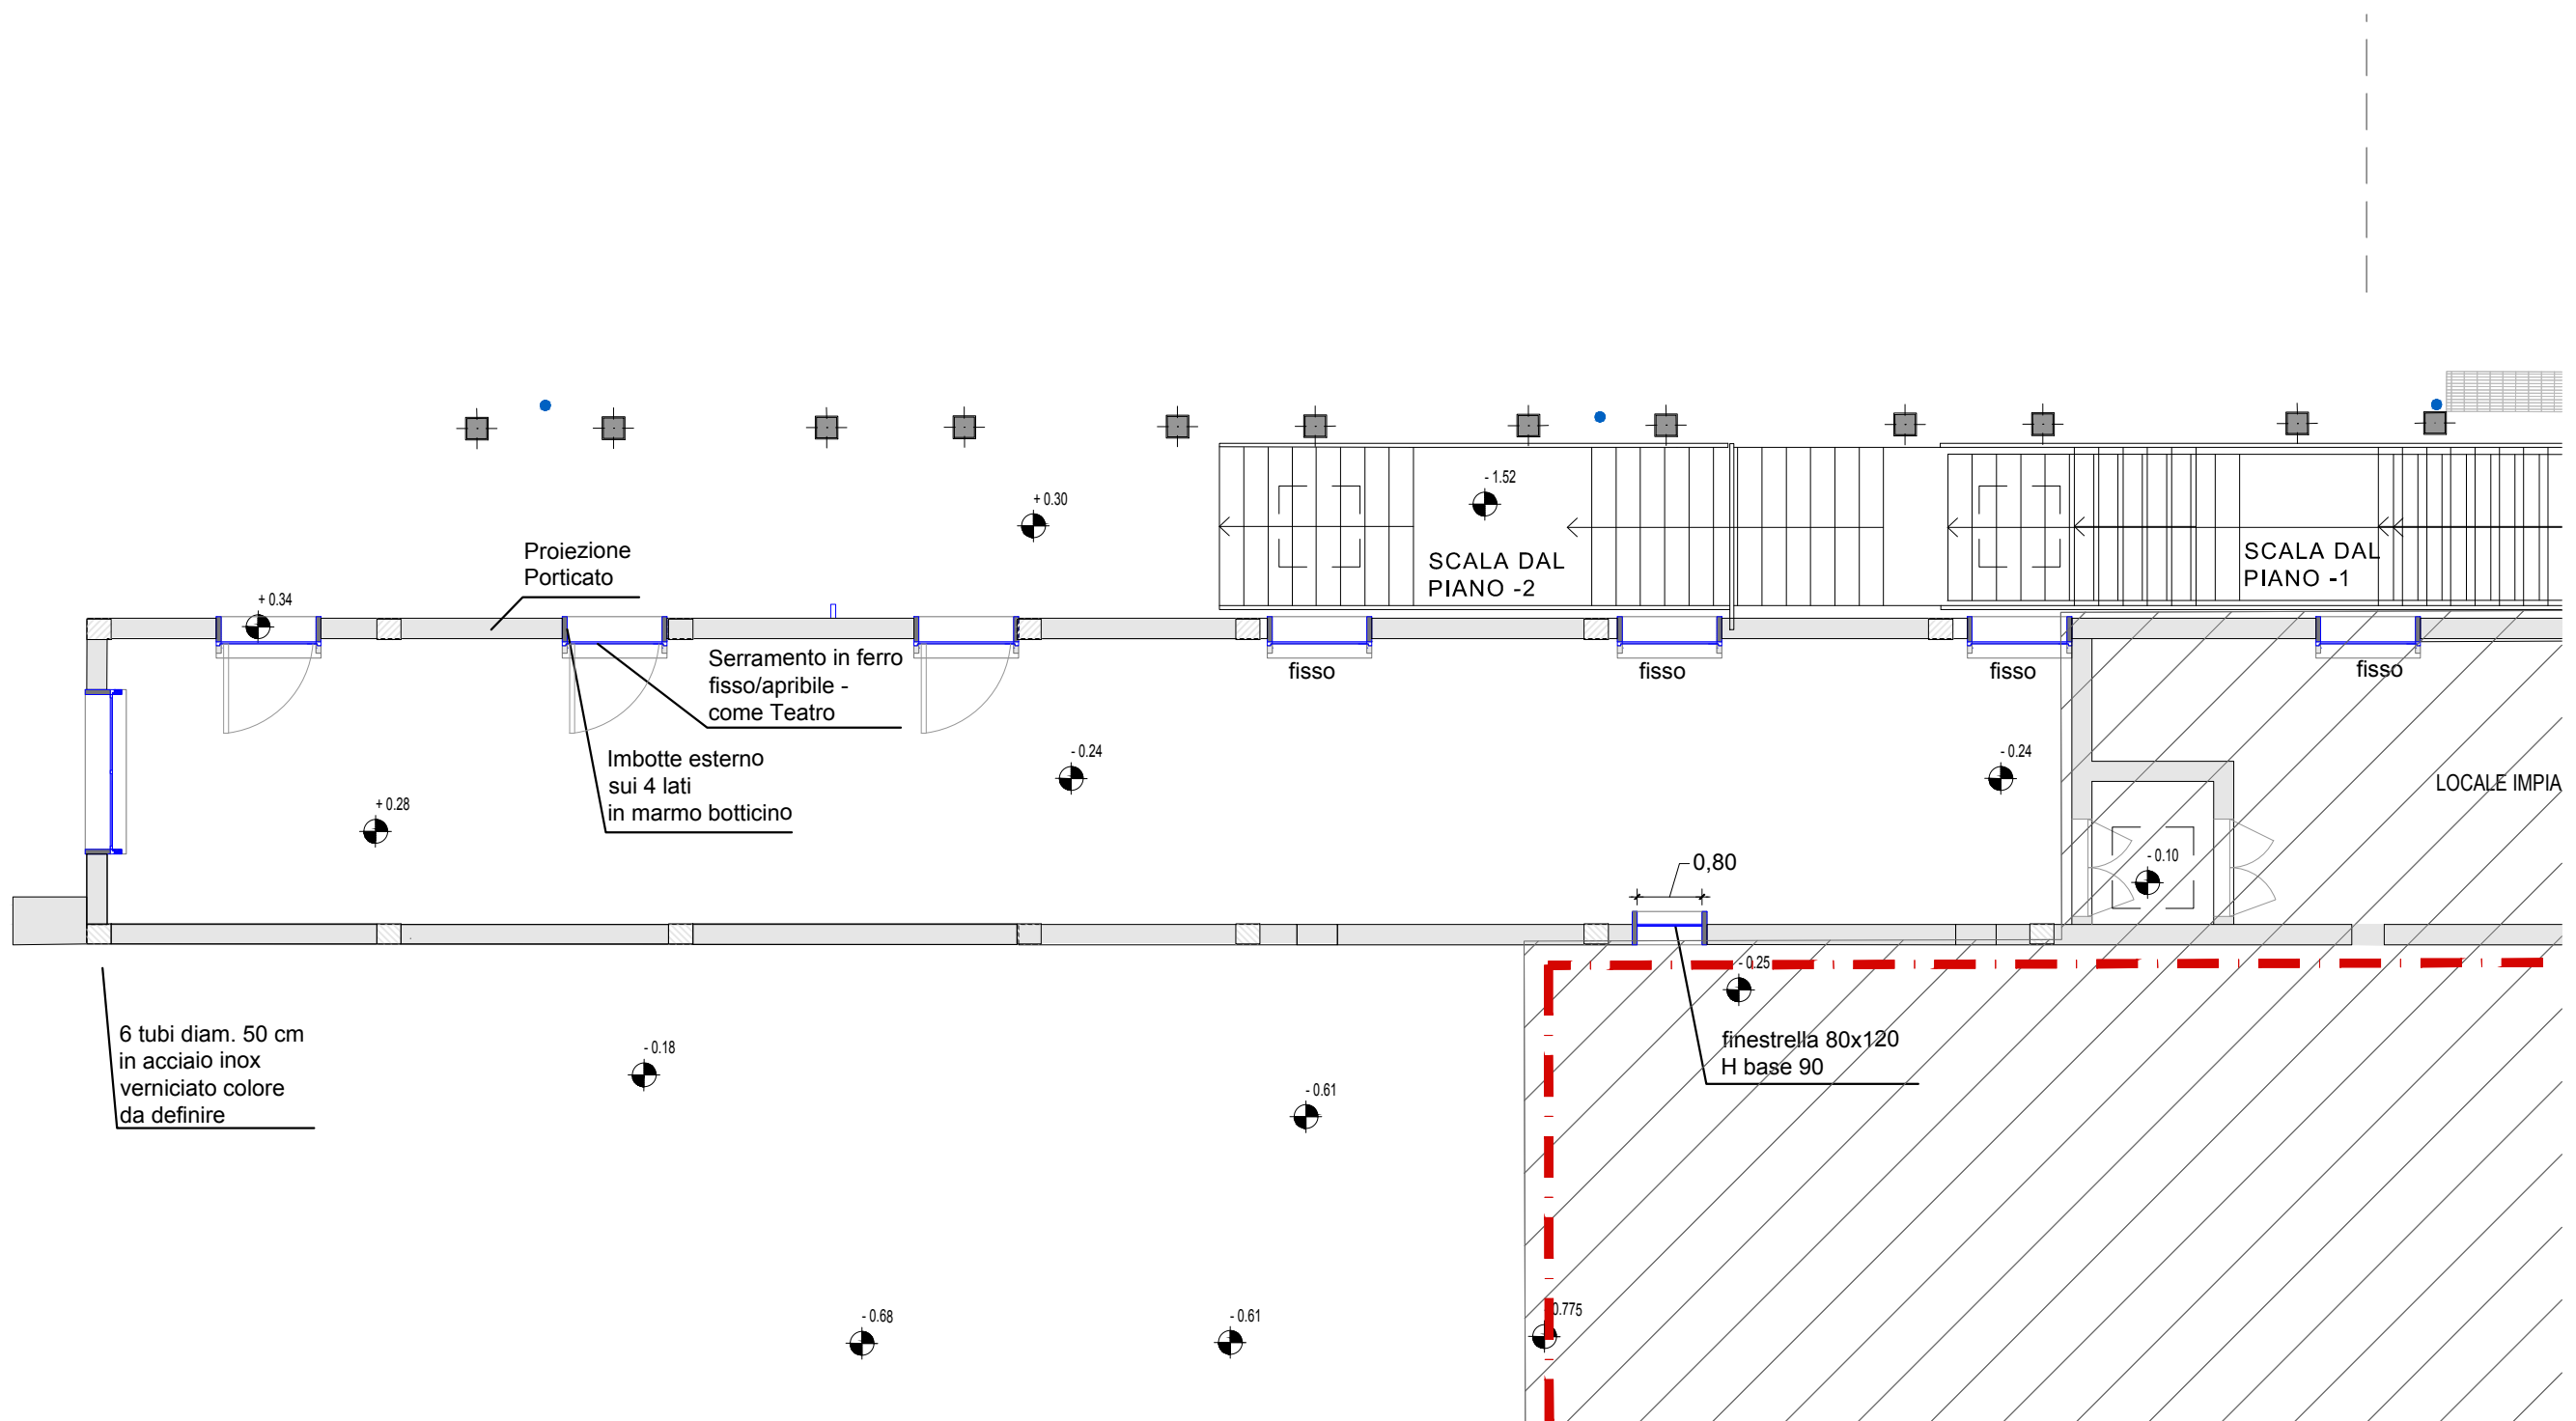 - 1.52
+ 0.30
Proiezione
Porticato
SCALA DAL
PIANO -2
SCALA DAL
PIANO -1
+ 0.34
Serramento in ferro
fisso/apribile -
come Teatro
fisso
fisso
fisso
fisso
Imbotte esterno
sui 4 lati
in marmo botticino
- 0.24
- 0.24
LOCALE IMPIA
+ 0.28
0,80
- 0.10
- 0.25
6 tubi diam. 50 cm
in acciaio inox
verniciato colore
da definire
- 0.18
finestrella 80x120
H base 90
- 0.61
- 0.68
- 0.61
0.775